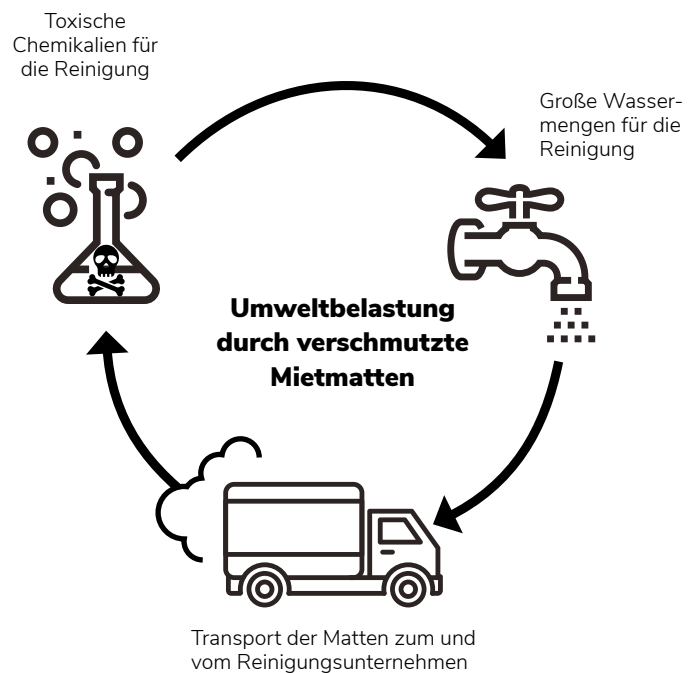 Toxische
Chemikalien für
die Reinigung
Große Wasser-
mengen für die
Reinigung
Umweltbelastung
durch verschmutzte
Mietmatten
Transport der Matten zum und
vom Reinigungsunternehmen